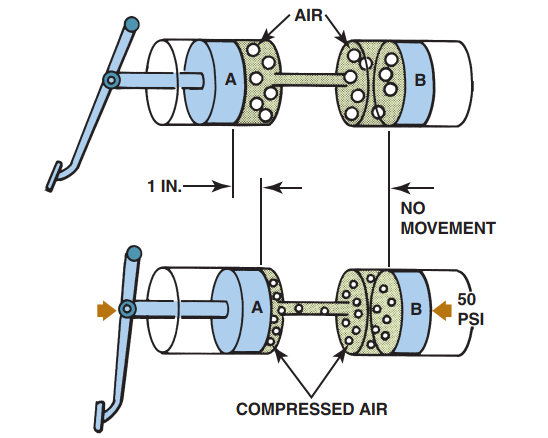 AIR
A
B
1 IN.
NO
MOVEMENT
A
B
50
PSI
COMPRESSED AIR